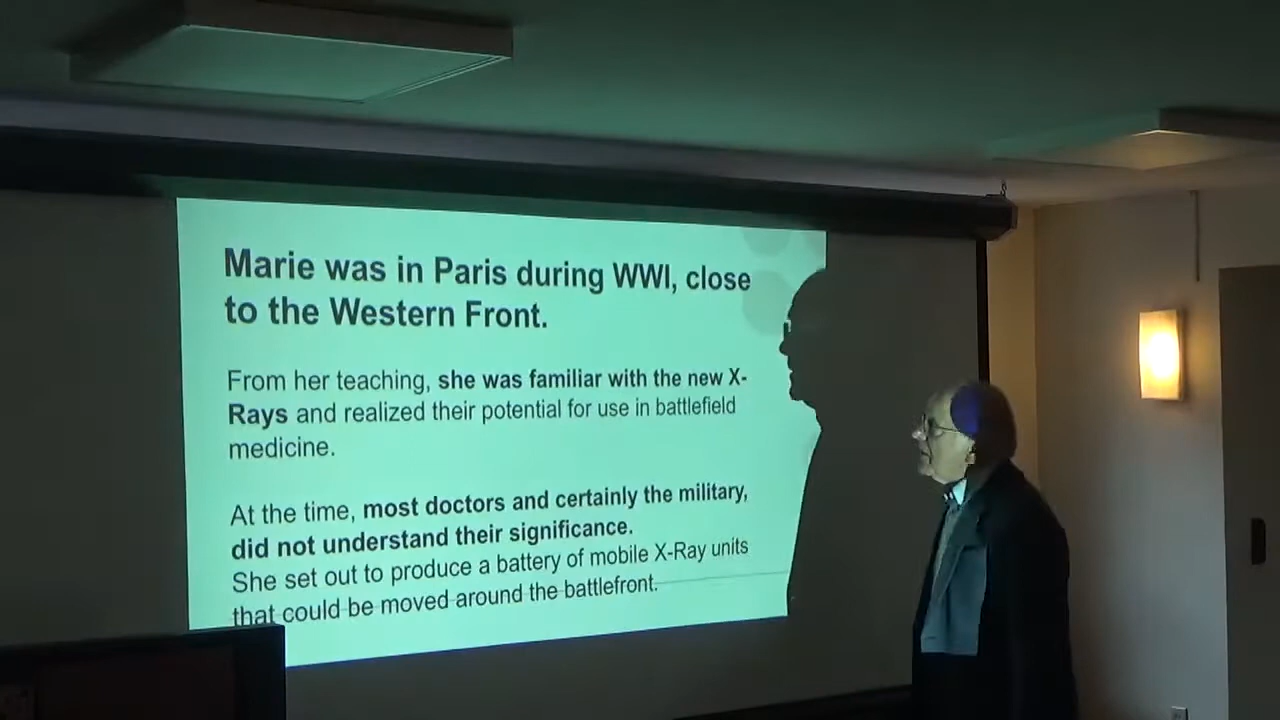 Marie was in Paris during WWI, close
to the Western Front.
From her teaching, she was familiar with the new X-
Rays and realized their potential for use in battlefield
medicine.
At the time, most doctors and certainly the military,
did not understand their significance.
She set out to produce a battery of mobile X-Ray units
that could be moved around the battlefront.